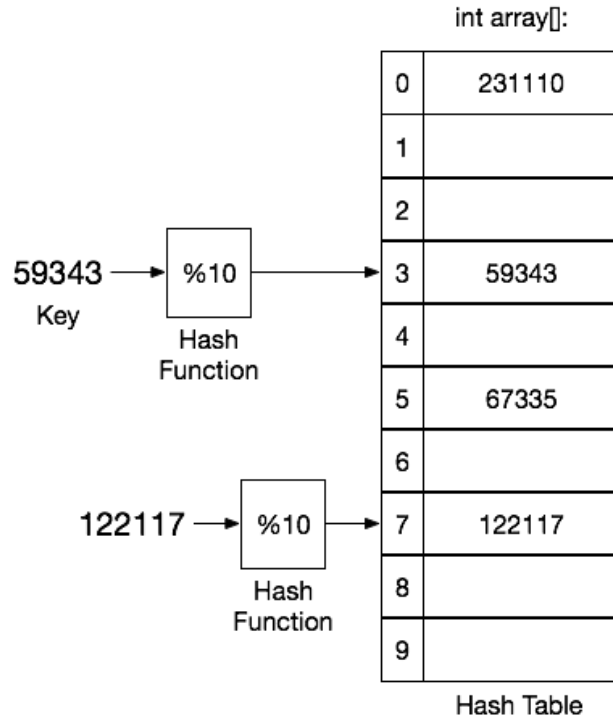 int array[]:
0 231110
1
2
59343 %10 3 59343
Key
Hash
Function
4
5 67335
6
122117 %10 7 122117
Hash
Function
8
9
Hash Table